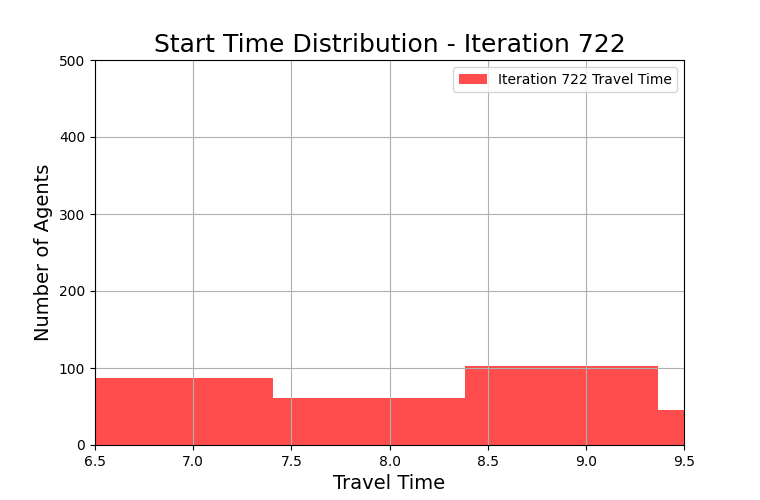 Start Time Distribution - Iteration 722
Iteration 722 Travel Time
Number of Agents
500
400
300
200
100
0
6.5 7.0 7.5 8.0 8.5 9.0 9.5
Travel Time